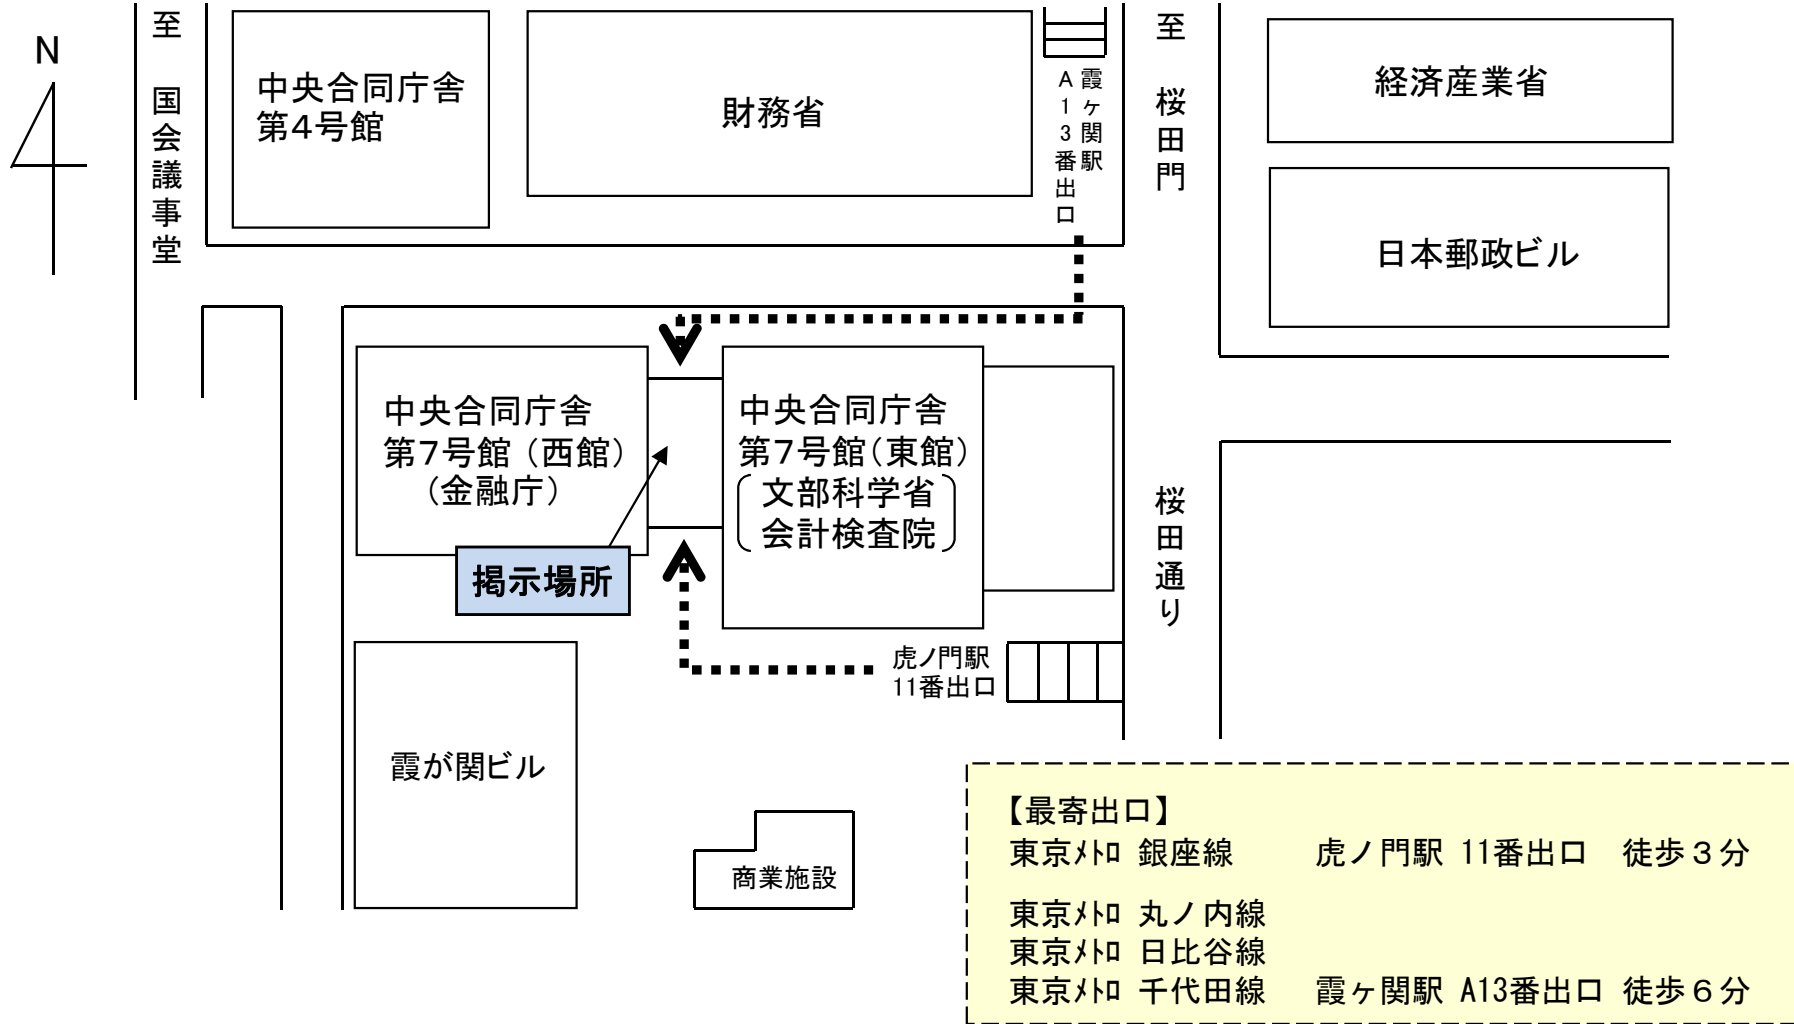 N
至 国会議事堂
中央合同庁舎
第4号館
財務省
霞ヶ関駅
A13番出口
至 桜田門
経済産業省
日本郵政ビル
中央合同庁舎
第7号館（西館）
（金融庁）
中央合同庁舎
第7号館（東館）
文部科学省
会計検査院
掲示場所
桜田通り
虎ノ門駅
11番出口
霞が関ビル
商業施設
【最寄出口】
東京ﾒﾄﾛ 銀座線 虎ノ門駅 11番出口 徒歩３分
東京ﾒﾄﾛ 丸ノ内線
東京ﾒﾄﾛ 日比谷線
東京ﾒﾄﾛ 千代田線 霞ヶ関駅 A13番出口 徒歩６分